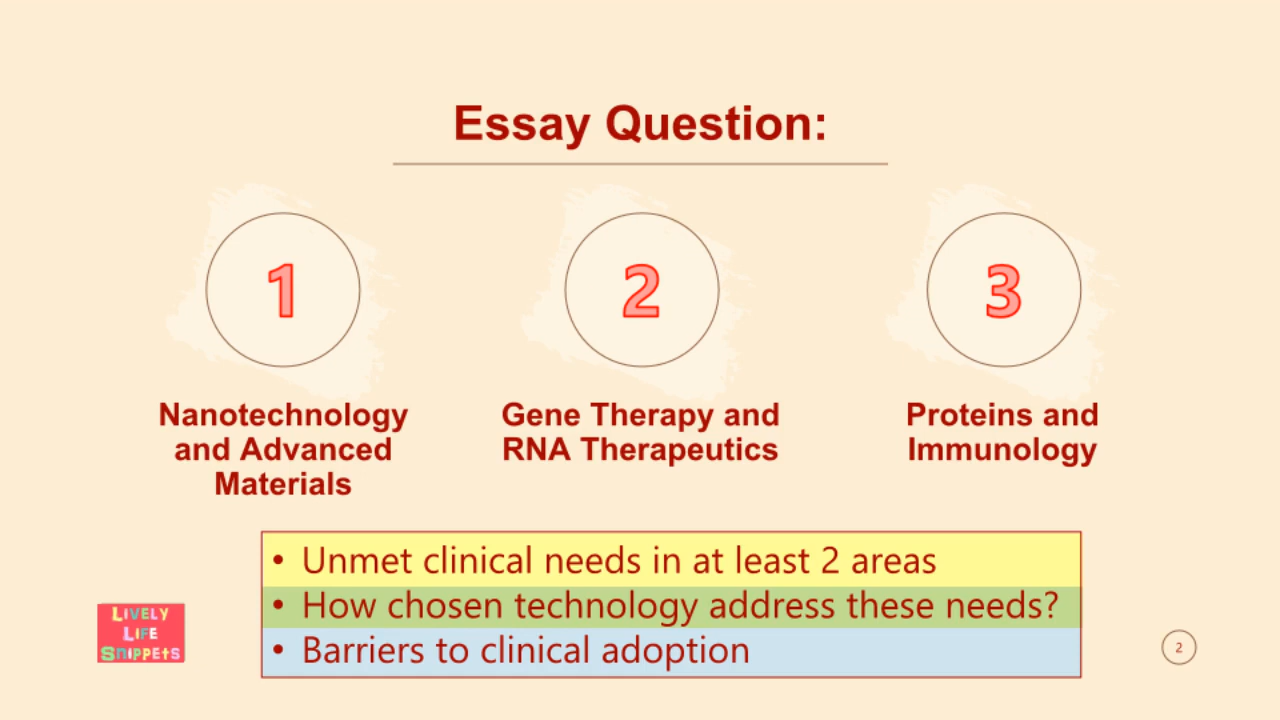 Essay Question:
1
2
3
Nanotechnology
and Advanced
Materials
Gene Therapy and
RNA Therapeutics
Proteins and
Immunology
• Unmet clinical needs in at least 2 areas
• How chosen technology address these needs?
• Barriers to clinical adoption
LIVELY
LIFE
SNIPPETS
2